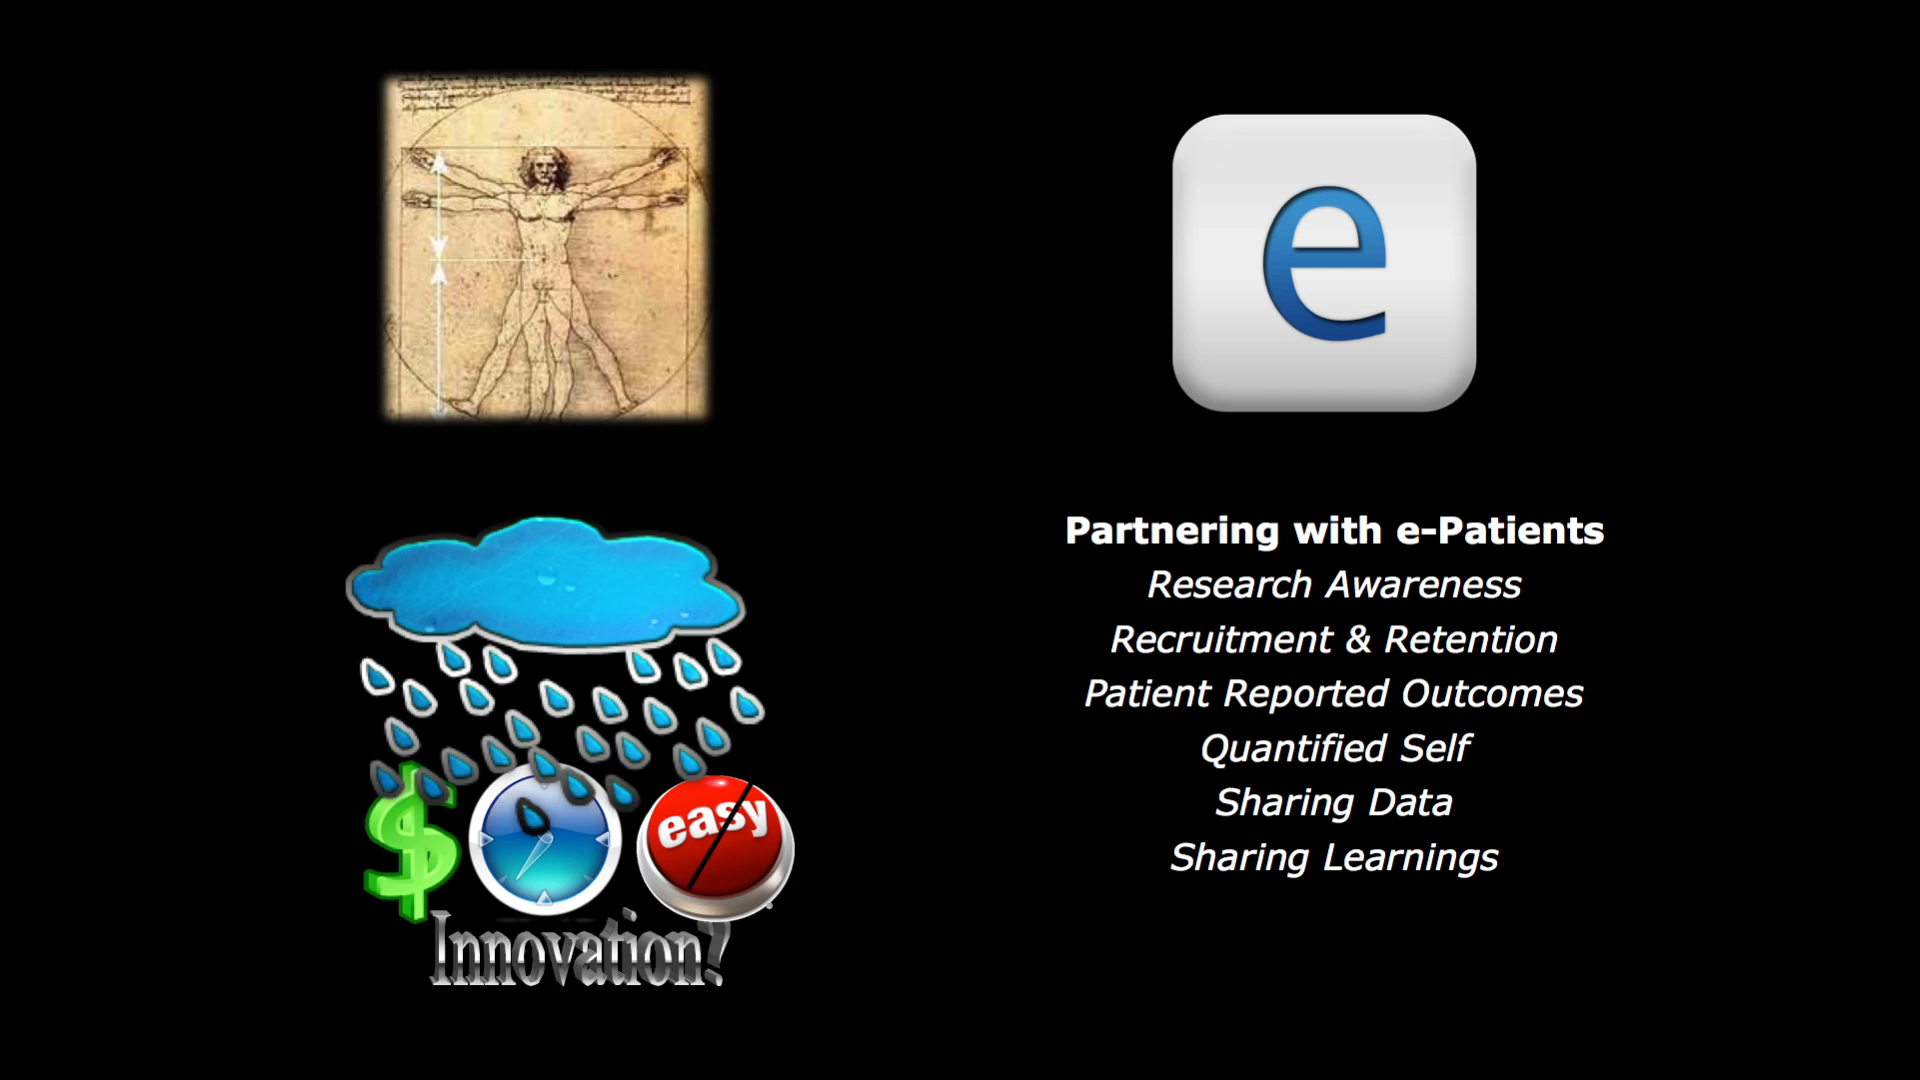 e
Partnering with e-Patients
Research Awareness
Recruitment & Retention
Patient Reported Outcomes
Quantified Self
Sharing Data
Sharing Learnings
$
easy
Innovation?